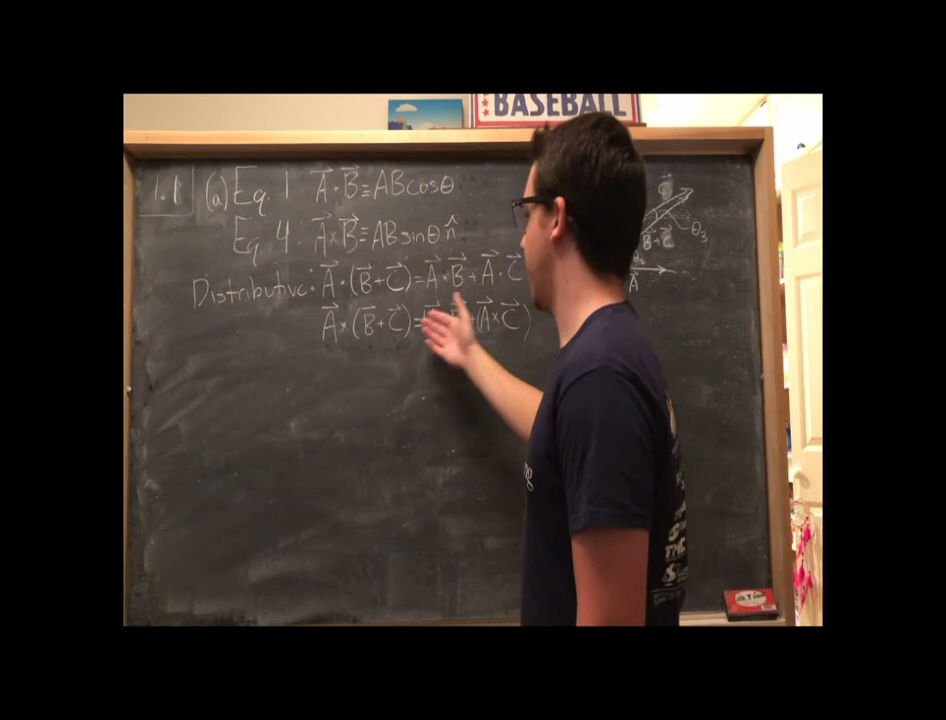 BASEBALL
1.1 (a) Eq. 1. A⃗·B⃗≡ABcosθ
Eq. 4. A⃗×B⃗≡ABsinθ n̂
Distributive: A⃗·(B⃗+C⃗)=A⃗·B⃗+A⃗·C⃗
A⃗×(B⃗+C⃗)= +(A⃗×C⃗)
C⃗
θ₃
B⃗+C⃗
A⃗